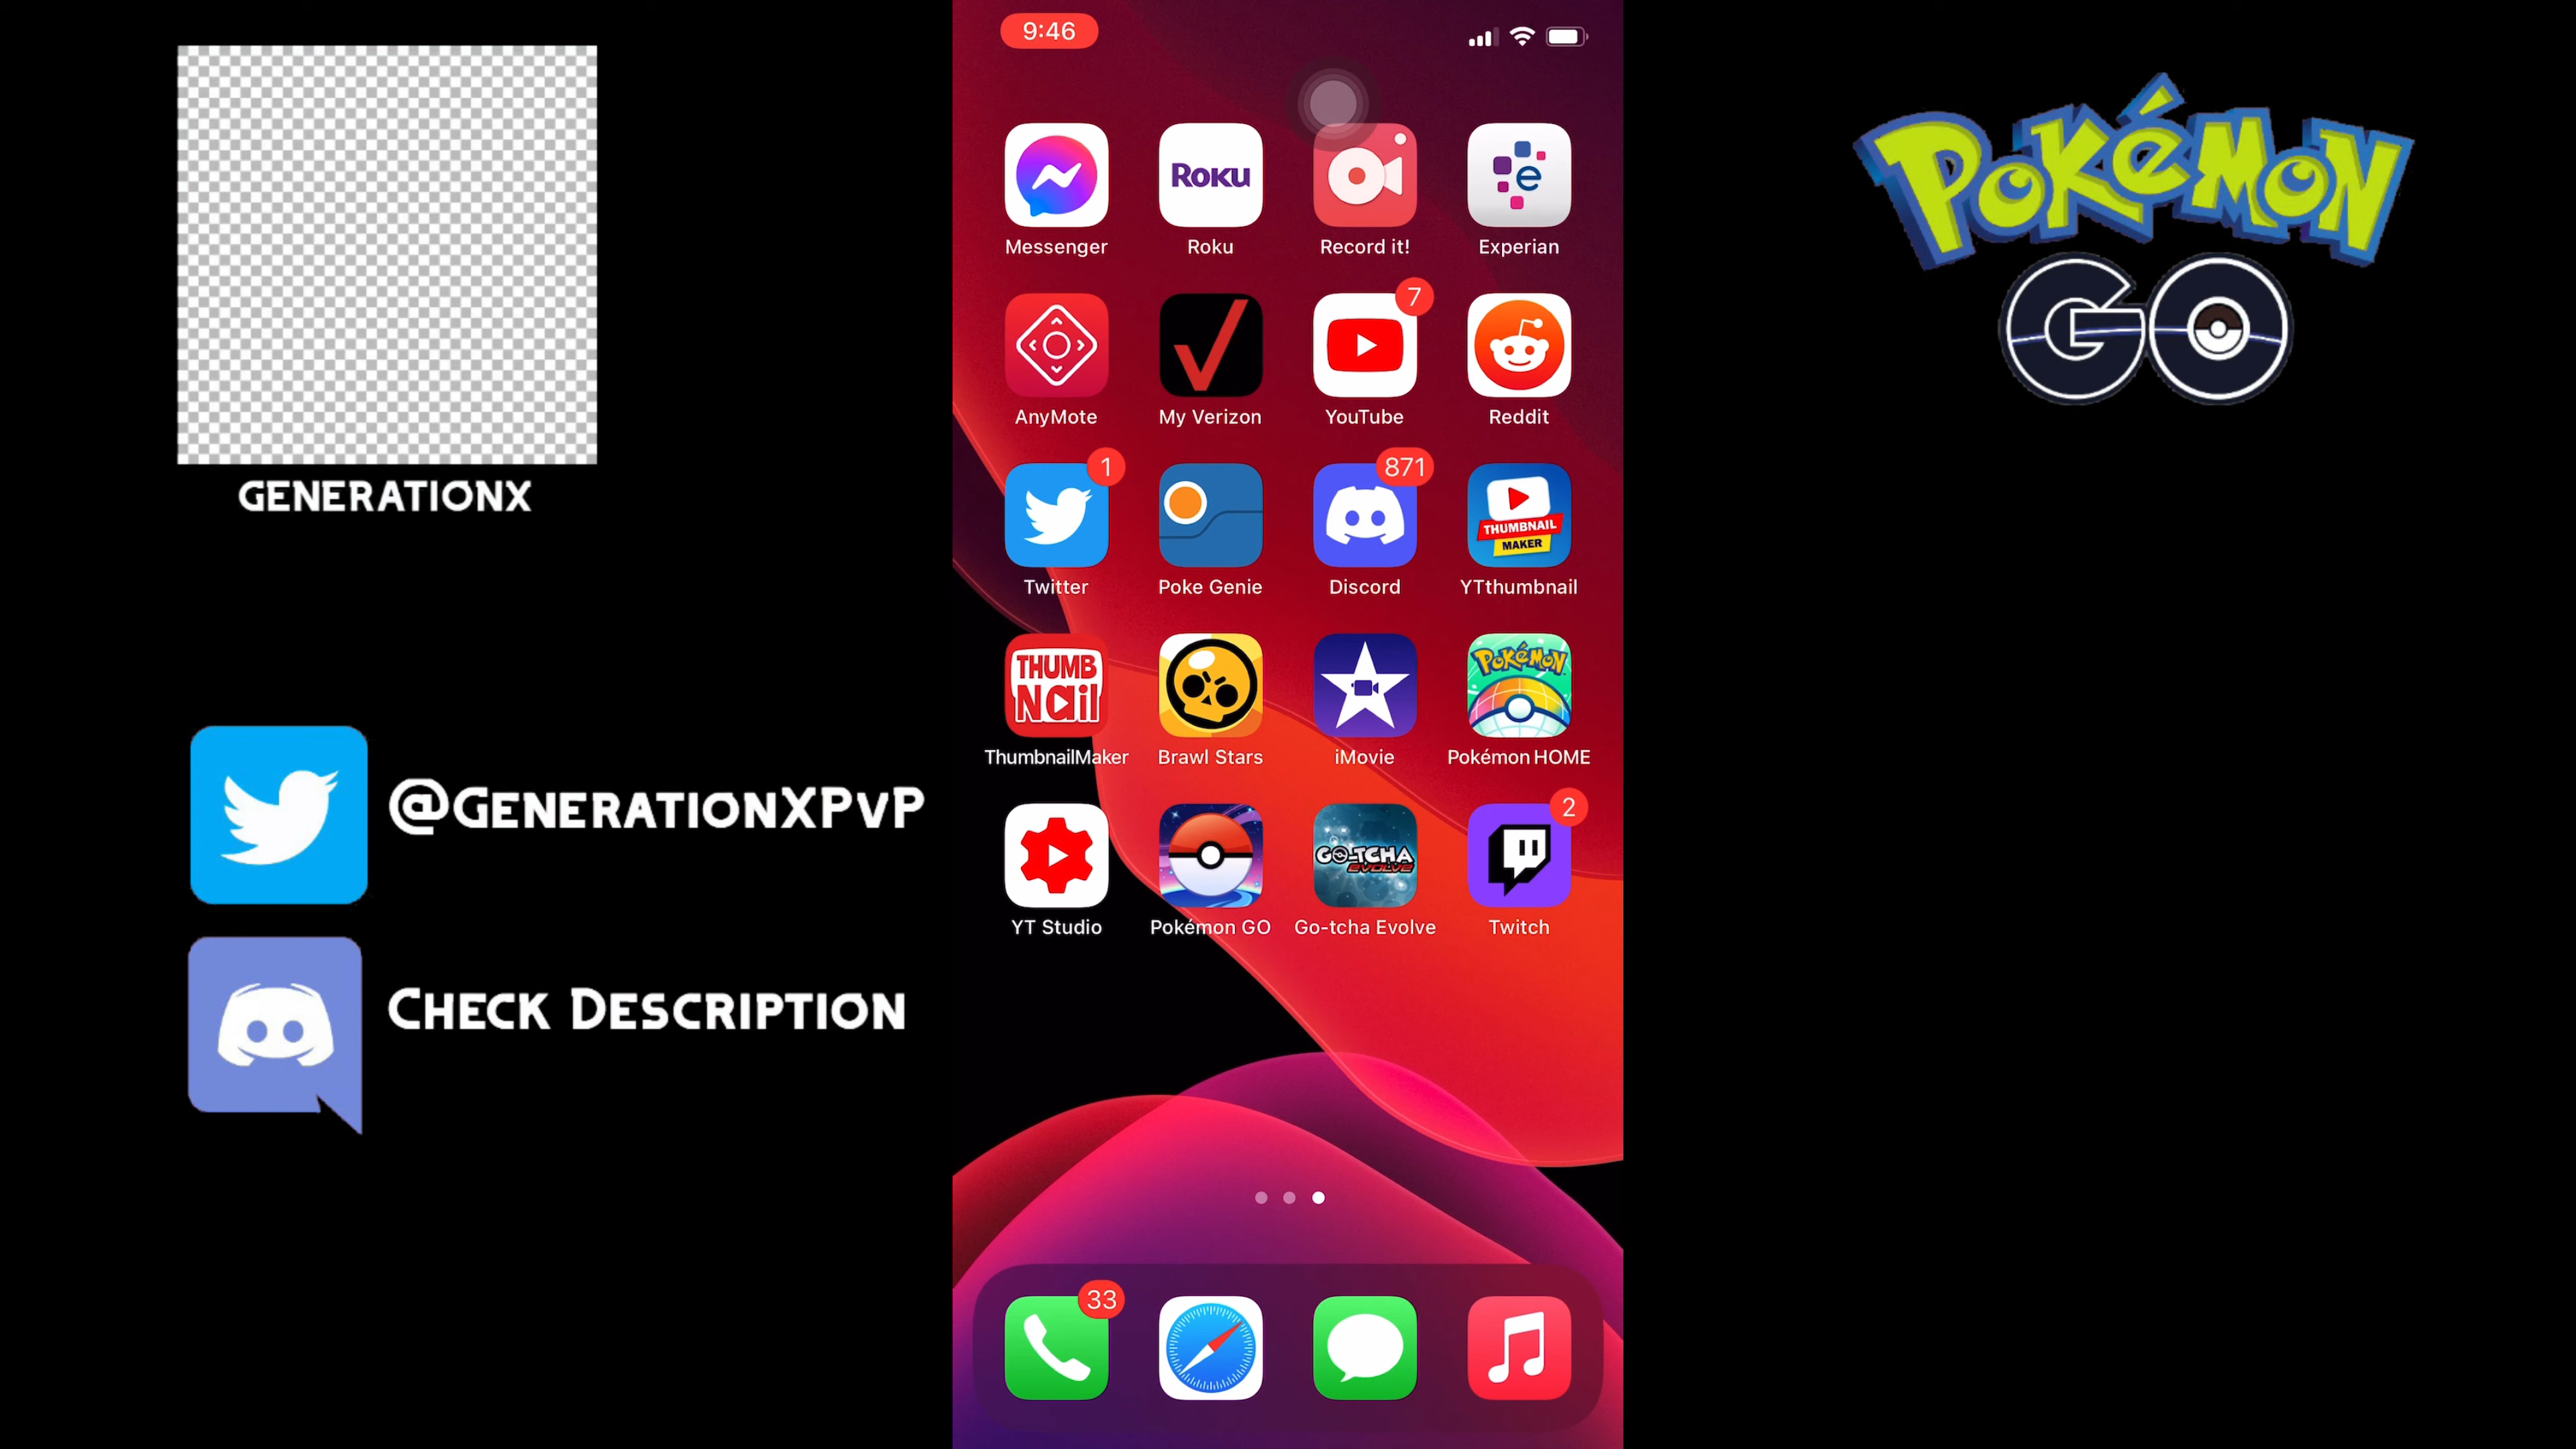 9:46
Pokémon
GO
Roku
Messenger Roku Record it! Experian
7
AnyMote My Verizon YouTube Reddit
GENERATIONX
1 871
THUMBNAIL
MAKER
Twitter Poke Genie Discord YTthumbnail
THUMB
Nail
Pokémon
ThumbnailMaker Brawl Stars iMovie Pokémon HOME
@GenerationXPvP
2
GO-TCHA
EVOLVE
YT Studio Pokémon GO Go-tcha Evolve Twitch
Check Description
33